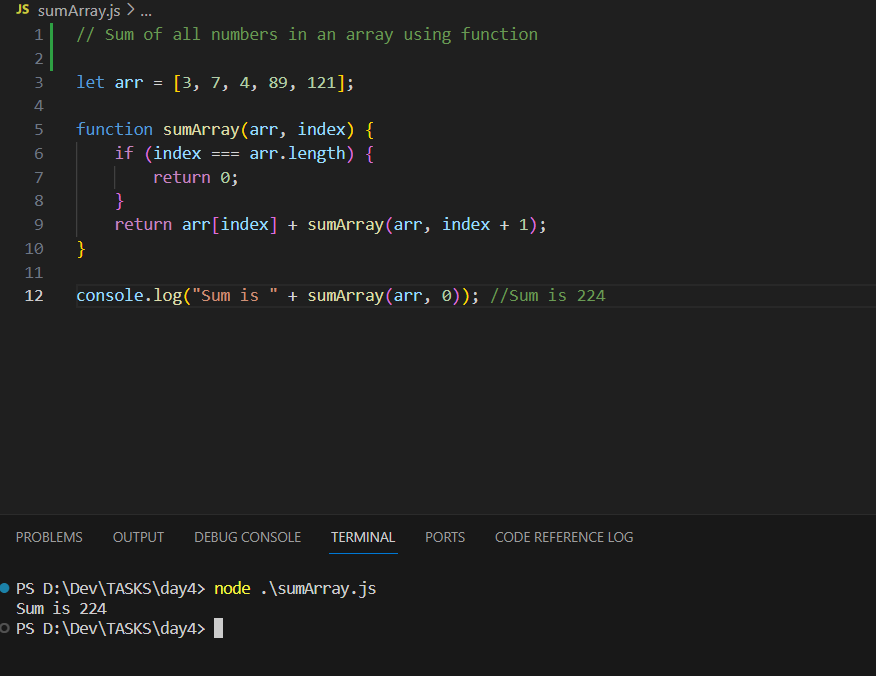 JS sumArray.js > ...
1 // Sum of all numbers in an array using function
2
3 let arr = [3, 7, 4, 89, 121];
4
5 function sumArray(arr, index) {
6     if (index === arr.length) {
7         return 0;
8     }
9     return arr[index] + sumArray(arr, index + 1);
10 }
11
12 console.log("Sum is " + sumArray(arr, 0)); //Sum is 224
PROBLEMS OUTPUT DEBUG CONSOLE TERMINAL PORTS CODE REFERENCE LOG
PS D:\Dev\TASKS\day4> node .\sumArray.js
Sum is 224
PS D:\Dev\TASKS\day4>